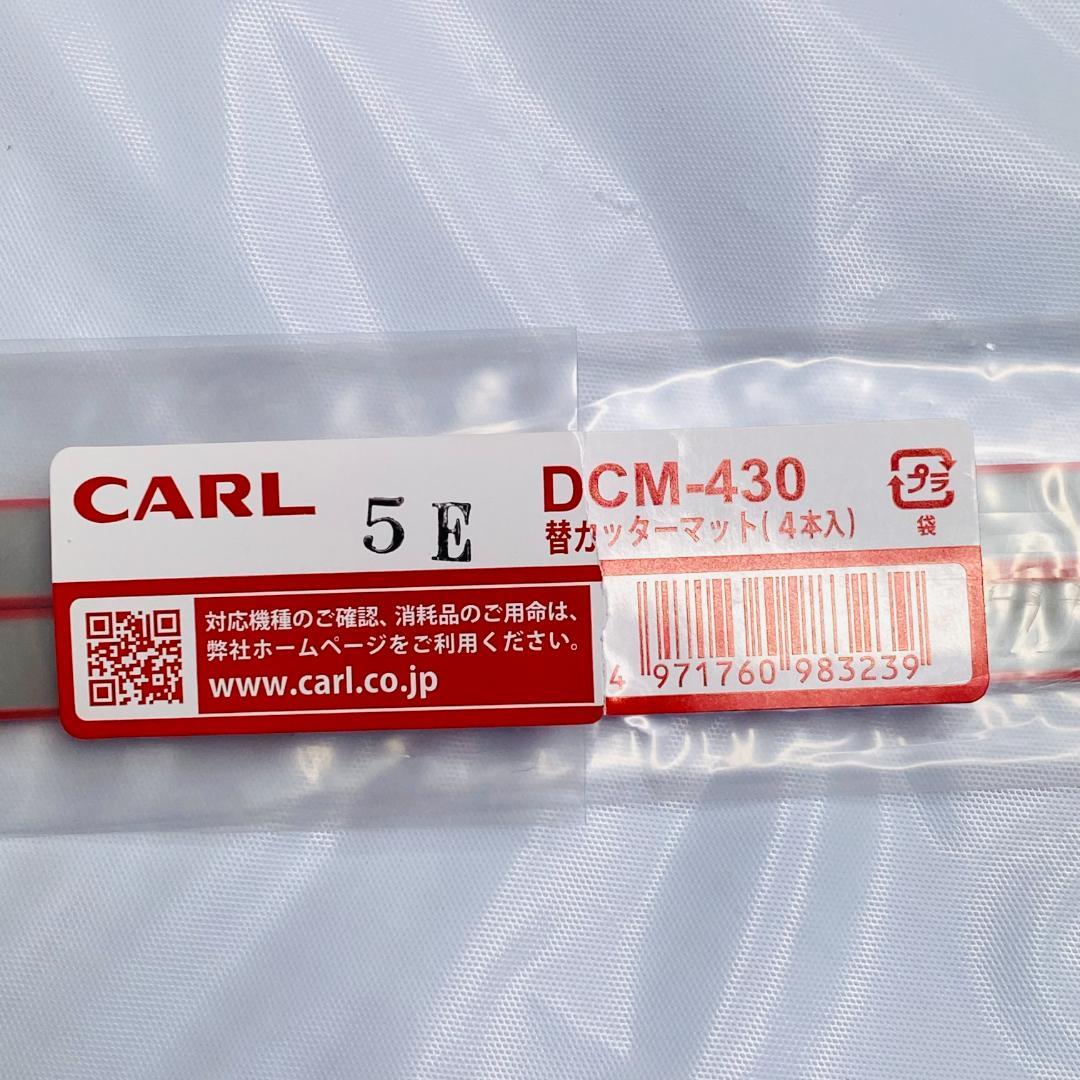 CARL
5 E
DCM-430
替カッターマット(4本入)
プラ
袋
対応機種のご確認、消耗品のご用命は、
弊社ホームページをご利用ください。
www.carl.co.jp
4 971760 983239